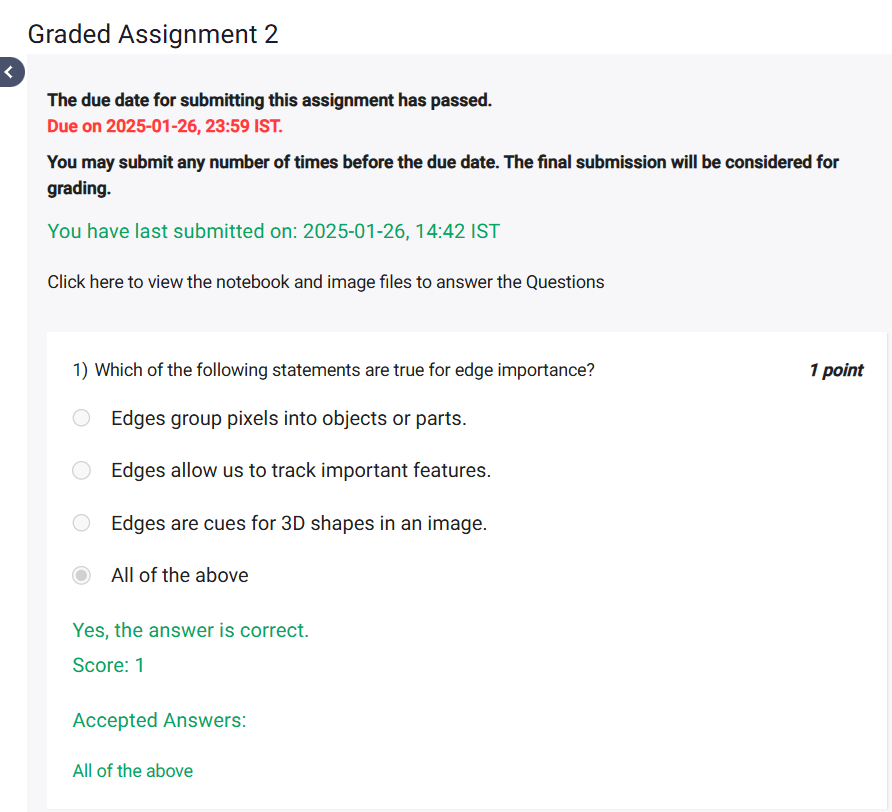 Graded Assignment 2
The due date for submitting this assignment has passed.
Due on 2025-01-26, 23:59 IST.
You may submit any number of times before the due date. The final submission will be considered for
grading.
You have last submitted on: 2025-01-26, 14:42 IST
Click here to view the notebook and image files to answer the Questions
1) Which of the following statements are true for edge importance? 1 point
Edges group pixels into objects or parts.
Edges allow us to track important features.
Edges are cues for 3D shapes in an image.
All of the above
Yes, the answer is correct.
Score: 1
Accepted Answers:
All of the above